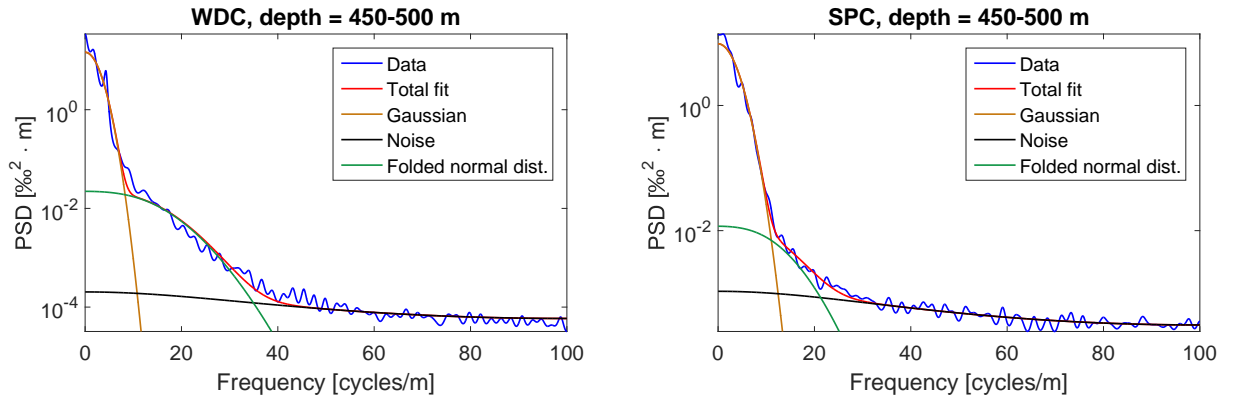 WDC, depth = 450-500 m
PSD [‰² · m]
10⁰
10⁻²
10⁻⁴
Data
Total fit
Gaussian
Noise
Folded normal dist.
0 20 40 60 80 100
Frequency [cycles/m]
SPC, depth = 450-500 m
PSD [‰² · m]
10⁰
10⁻²
Data
Total fit
Gaussian
Noise
Folded normal dist.
0 20 40 60 80 100
Frequency [cycles/m]